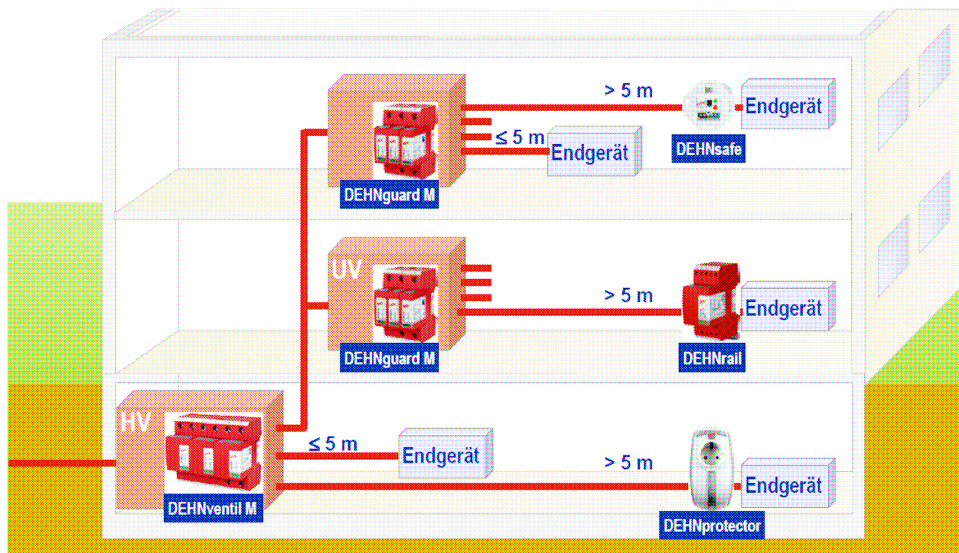 > 5 m
Endgerät
DEHNsafe
≤ 5 m
Endgerät
DEHNguard M
UV
> 5 m
Endgerät
DEHNguard M
DEHNrail
HV
≤ 5 m
Endgerät
> 5 m
Endgerät
DEHNventil M
DEHNprotector